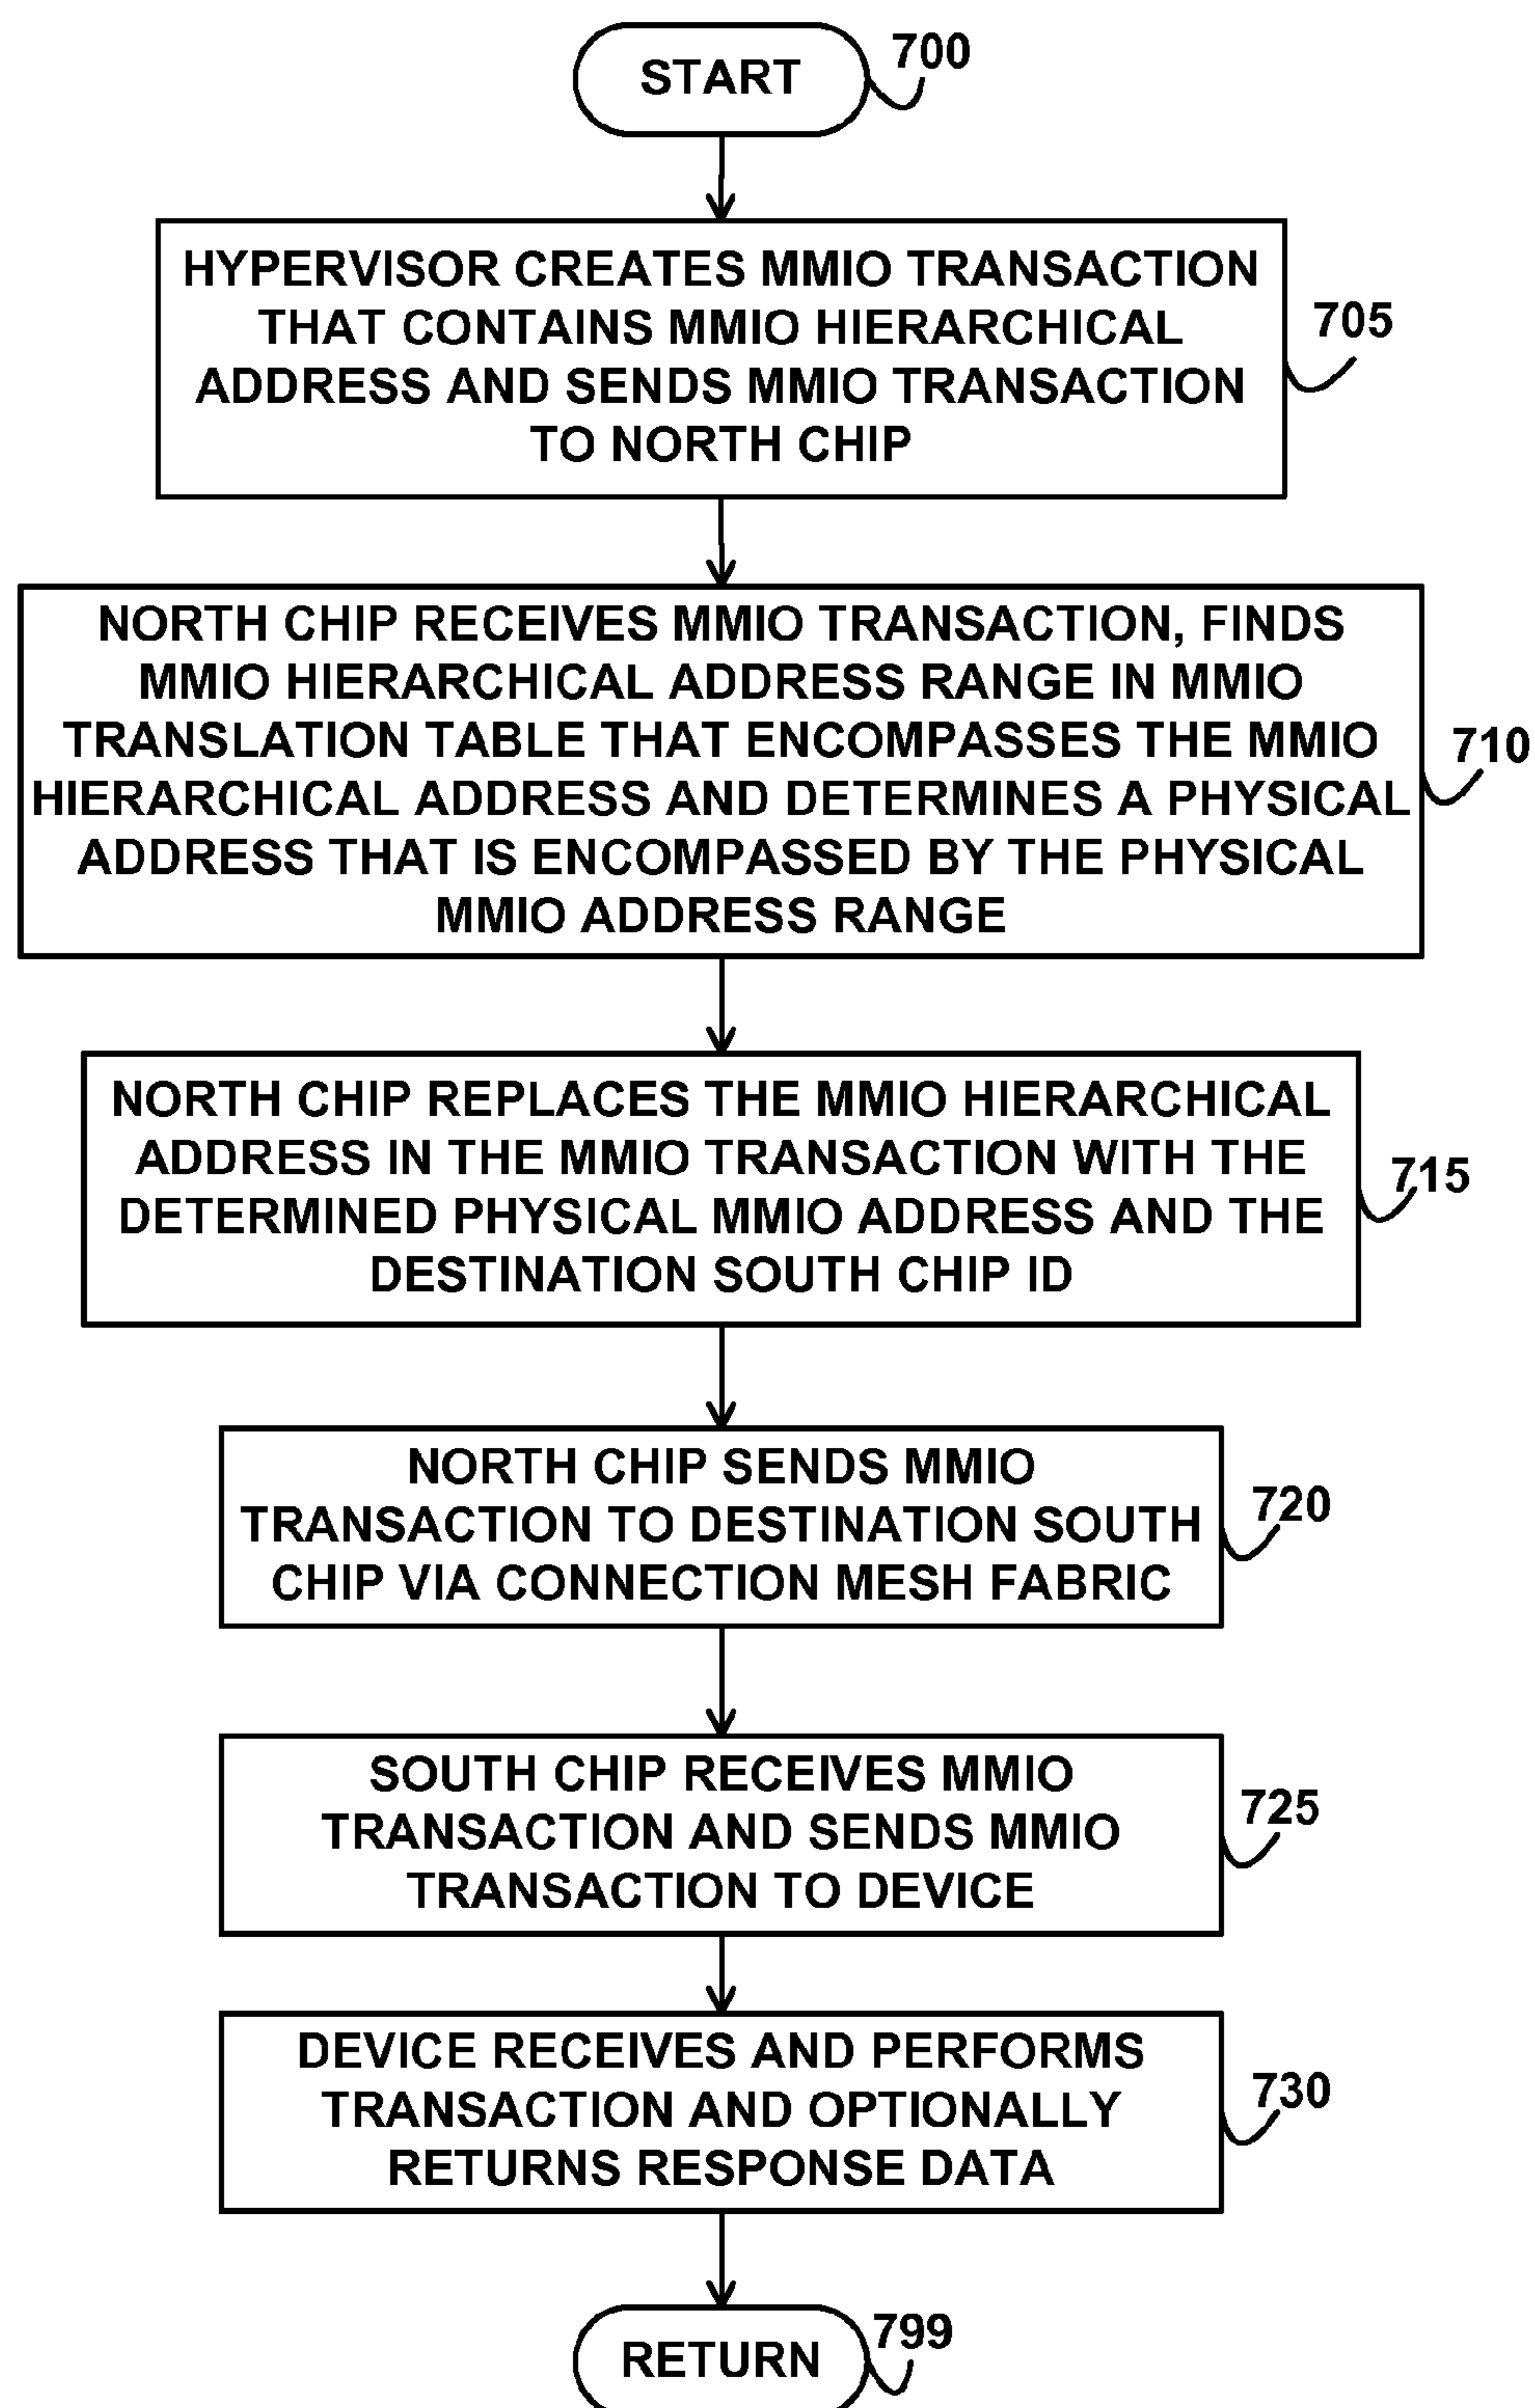 START
700
HYPERVISOR CREATES MMIO TRANSACTION
THAT CONTAINS MMIO HIERARCHICAL
ADDRESS AND SENDS MMIO TRANSACTION
TO NORTH CHIP
705
NORTH CHIP RECEIVES MMIO TRANSACTION, FINDS
MMIO HIERARCHICAL ADDRESS RANGE IN MMIO
TRANSLATION TABLE THAT ENCOMPASSES THE MMIO
HIERARCHICAL ADDRESS AND DETERMINES A PHYSICAL
ADDRESS THAT IS ENCOMPASSED BY THE PHYSICAL
MMIO ADDRESS RANGE
710
NORTH CHIP REPLACES THE MMIO HIERARCHICAL
ADDRESS IN THE MMIO TRANSACTION WITH THE
DETERMINED PHYSICAL MMIO ADDRESS AND THE
DESTINATION SOUTH CHIP ID
715
NORTH CHIP SENDS MMIO
TRANSACTION TO DESTINATION SOUTH
CHIP VIA CONNECTION MESH FABRIC
720
SOUTH CHIP RECEIVES MMIO
TRANSACTION AND SENDS MMIO
TRANSACTION TO DEVICE
725
DEVICE RECEIVES AND PERFORMS
TRANSACTION AND OPTIONALLY
RETURNS RESPONSE DATA
730
RETURN
799